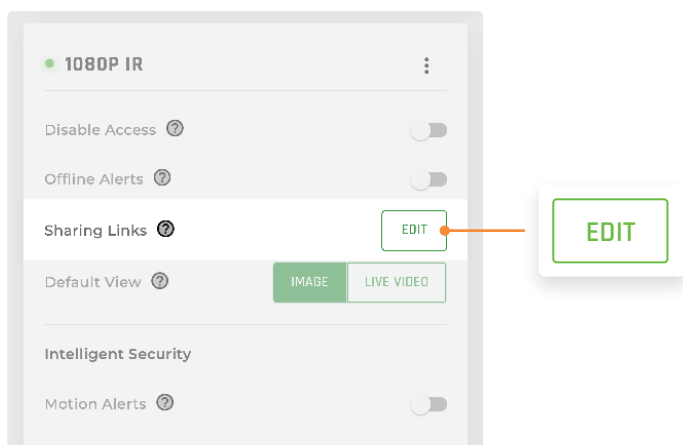 1080P IR
Disable Access ?
Offline Alerts ?
Sharing Links ? EDIT
EDIT
Default View ? IMAGE LIVE VIDEO
Intelligent Security
Motion Alerts ?